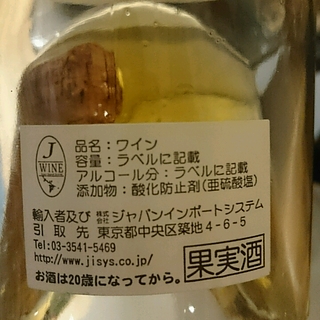 J
WINE
品名：ワイン
容量：ラベルに記載
アルコール分：ラベルに記載
添加物：酸化防止剤(亜硫酸塩)
輸入者及び 株式会社 ジャパンインポートシステム
引取先 東京都中央区築地4-6-5
Tel:03-3541-5469
http://www.jisys.co.jp/
お酒は20歳になってから。
果実酒